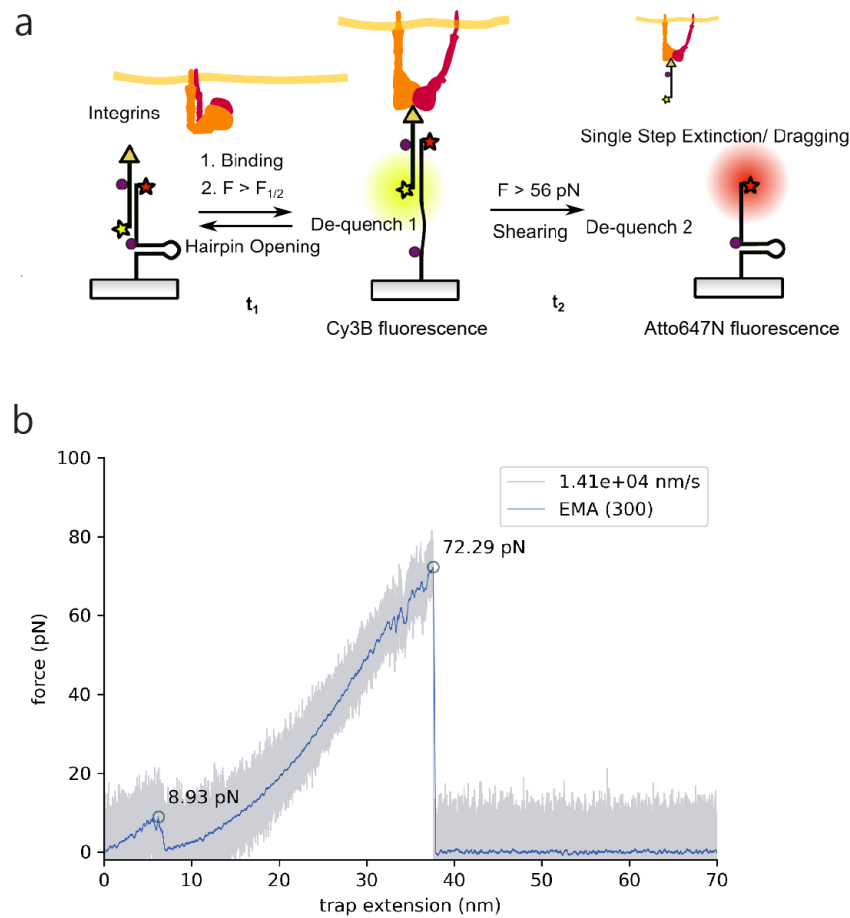 a
Integrins
1. Binding
2. F > F1/2
Hairpin Opening
t1
De-quench 1
Cy3B fluorescence
F > 56 pN
Shearing
t2
Single Step Extinction/ Dragging
De-quench 2
Atto647N fluorescence
b
100
80
60
40
20
0
force (pN)
1.41e+04 nm/s
EMA (300)
72.29 pN
8.93 pN
0
10
20
30
40
50
60
70
trap extension (nm)